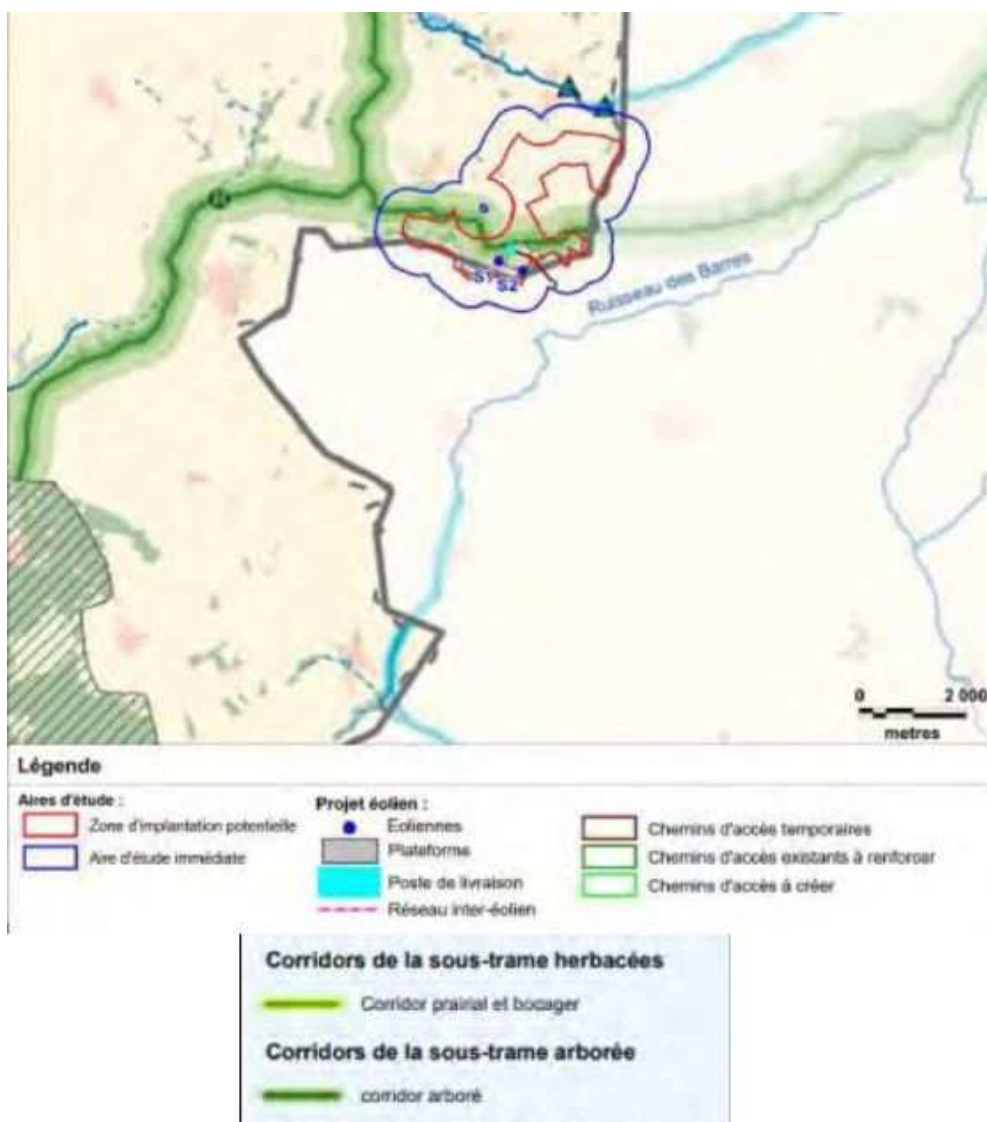 S1
S2
Ruisseau des Barres
0 2 000
metres
Légende
Aires d'étude :
Zone d'implantation potentielle
Aire d'étude immédiate
Projet éolien :
Eoliennes
Plateforme
Poste de livraison
Réseau inter-éolien
Chemins d'accès temporaires
Chemins d'accès existants à renforcer
Chemins d'accès à créer
Corridors de la sous-trame herbacées
Corridor prairial et bocager
Corridors de la sous-trame arborée
corridor arboré